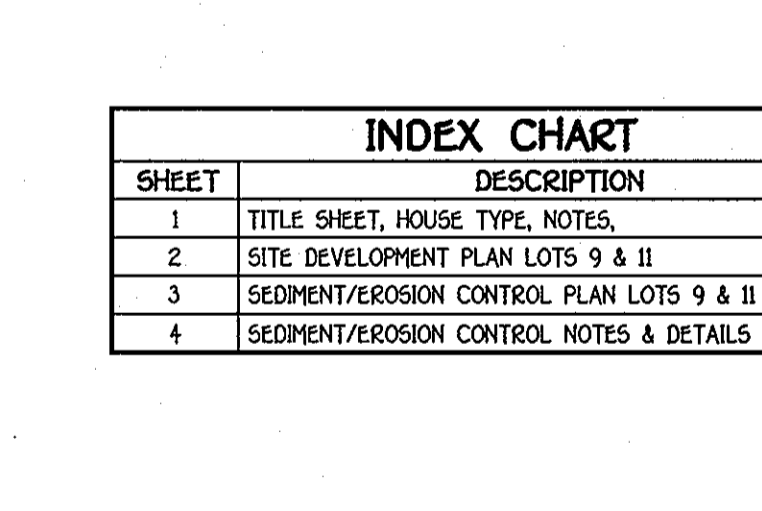 INDEX CHART
SHEET DESCRIPTION
1 TITLE SHEET, HOUSE TYPE, NOTES,
2 SITE DEVELOPMENT PLAN LOTS 9 & 11
3 SEDIMENT/EROSION CONTROL PLAN LOTS 9 & 11
4 SEDIMENT/EROSION CONTROL NOTES & DETAILS